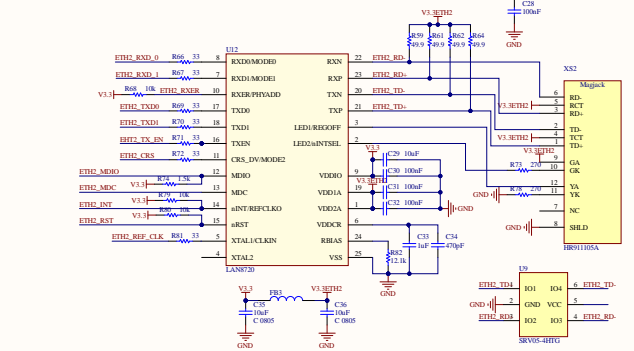 C28
100nF
GND
V3.3ETH2
R59 R61 R62 R64
49.9 49.9 49.9 49.9
U12
ETH2_RXD_0 R66 33 8 RXD0/MODE0 RXN 22 ETH2_RD-
ETH2_RXD_1 R67 33 7 RXD1/MODE1 RXP 23 ETH2_RD+
V3.3 R68 10k ETH2_RXER 10 RXER/PHYADD TXN 20 ETH2_TD-
ETH2_TXD0 R69 33 17 TXD0 TXP 21 ETH2_TD+
ETH2_TXD1 R70 33 18 TXD1 LED1/REGOFF 3
EHT2_TX_EN R71 33 16 TXEN LED2/nINTSEL 2
ETH2_CRS R72 33 11 CRS_DV/MODE2
ETH2_MDIO 12 MDIO VDDIO 9
V3.3 R74 1.5k
ETH2_MDC 13 MDC VDD1A 19
V3.3 R79 10k
ETH2_INT 14 nINT/REFCLKO VDD2A 1
V3.3 R80 10k
ETH2_RST 15 nRST VDDCR 6
ETH2_REF_CLK R81 33 5 XTAL1/CLKIN RBIAS 24
4 XTAL2 VSS 25
LAN8720
V3.3
C29 10uF
C30 100nF
V3.3ETH2
C31 100nF
C32 100nF
GND
C33
1uF
C34
470pF
R82
12.1k
GND
XS2
Magjack
6 RD-
V3.3ETH2 5 RCT
3 RD+
2 TD-
V3.3ETH2 4 TCT
1 TD+
V3.3ETH2
9 GA
R73 270 10 GK
12 YA
GND R78 270 11 YK
7 NC
GND 8 SHLD
HR911105A
V3.3 FB3 V3.3ETH2
C35
10uF
C 0805
GND
C36
10uF
C 0805
GND
U9
ETH2_TD+ 1 IO1 IO4 6 ETH2_TD-
GND 2 GND VCC 5
ETH2_RD+ 3 IO2 IO3 4 ETH2_RD-
SRV05-4HTG